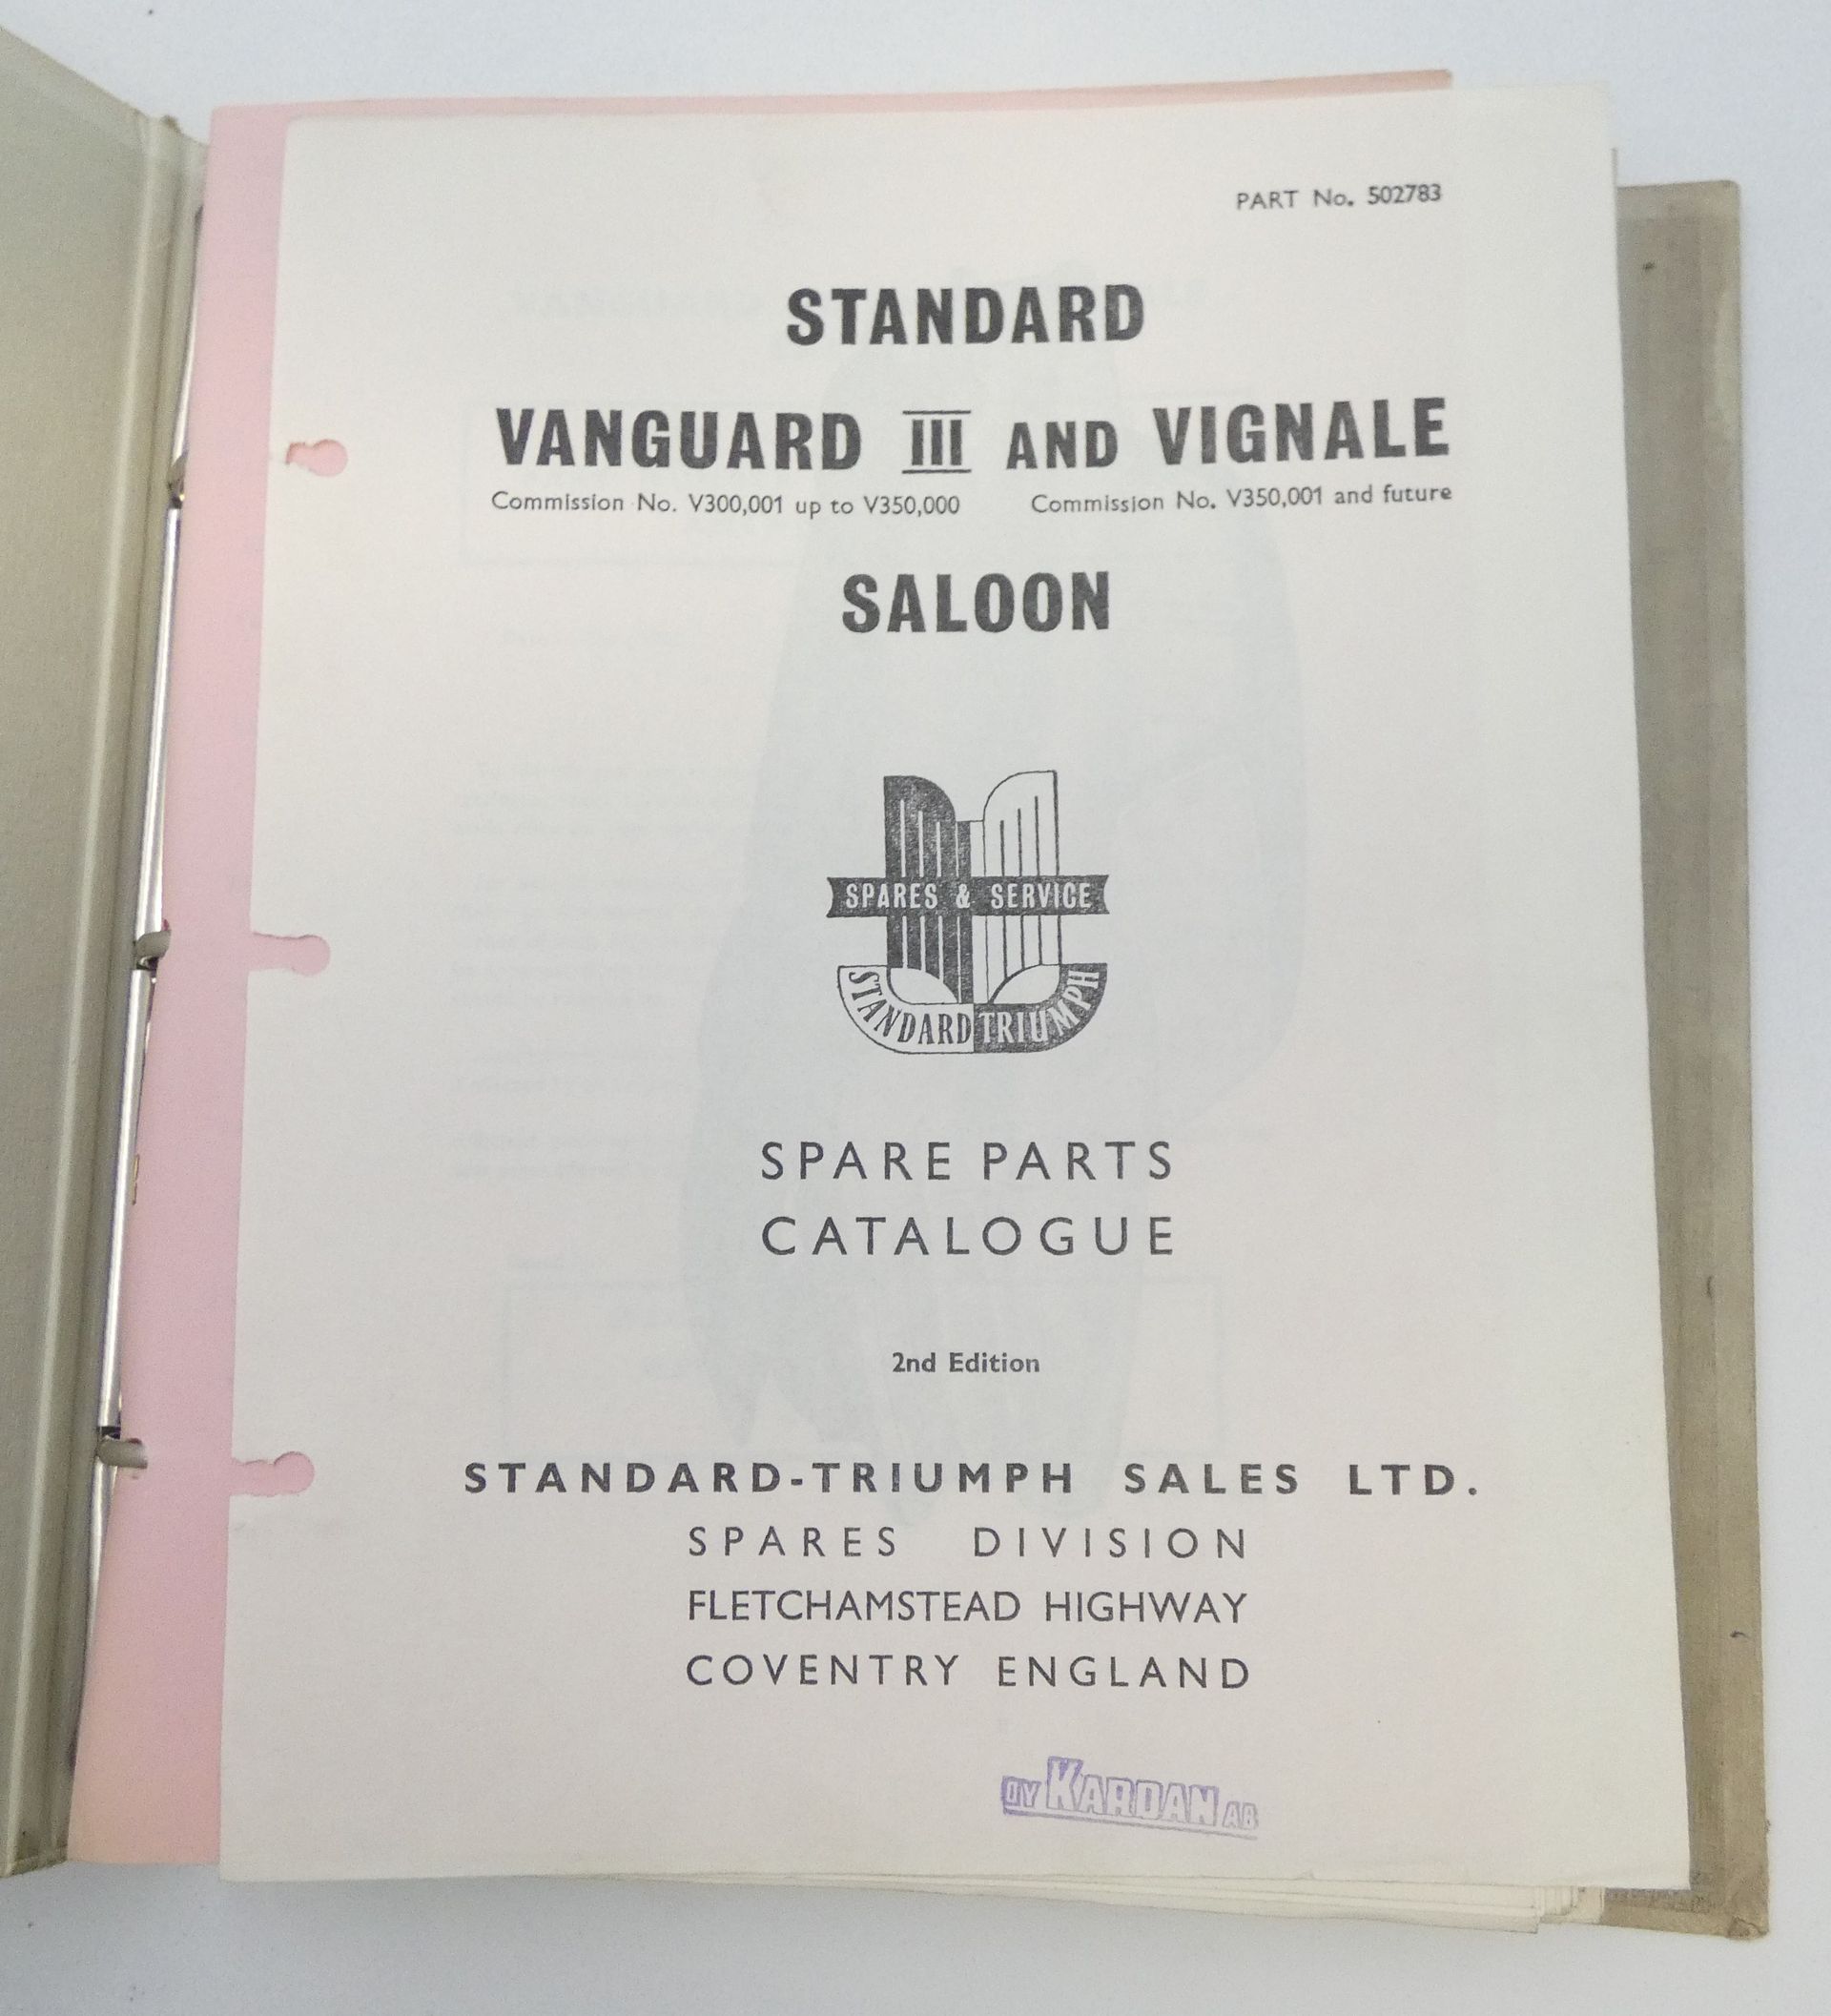 PART No. 502783
STANDARD
VANGUARD III AND VIGNALE
Commission No. V300,001 up to V350,000 Commission No. V350,001 and future
SALOON
SPARES & SERVICE
STANDARD TRIUMPH
SPARE PARTS
CATALOGUE
2nd Edition
STANDARD-TRIUMPH SALES LTD.
SPARES DIVISION
FLETCHAMSTEAD HIGHWAY
COVENTRY ENGLAND
OY KARDAN AB